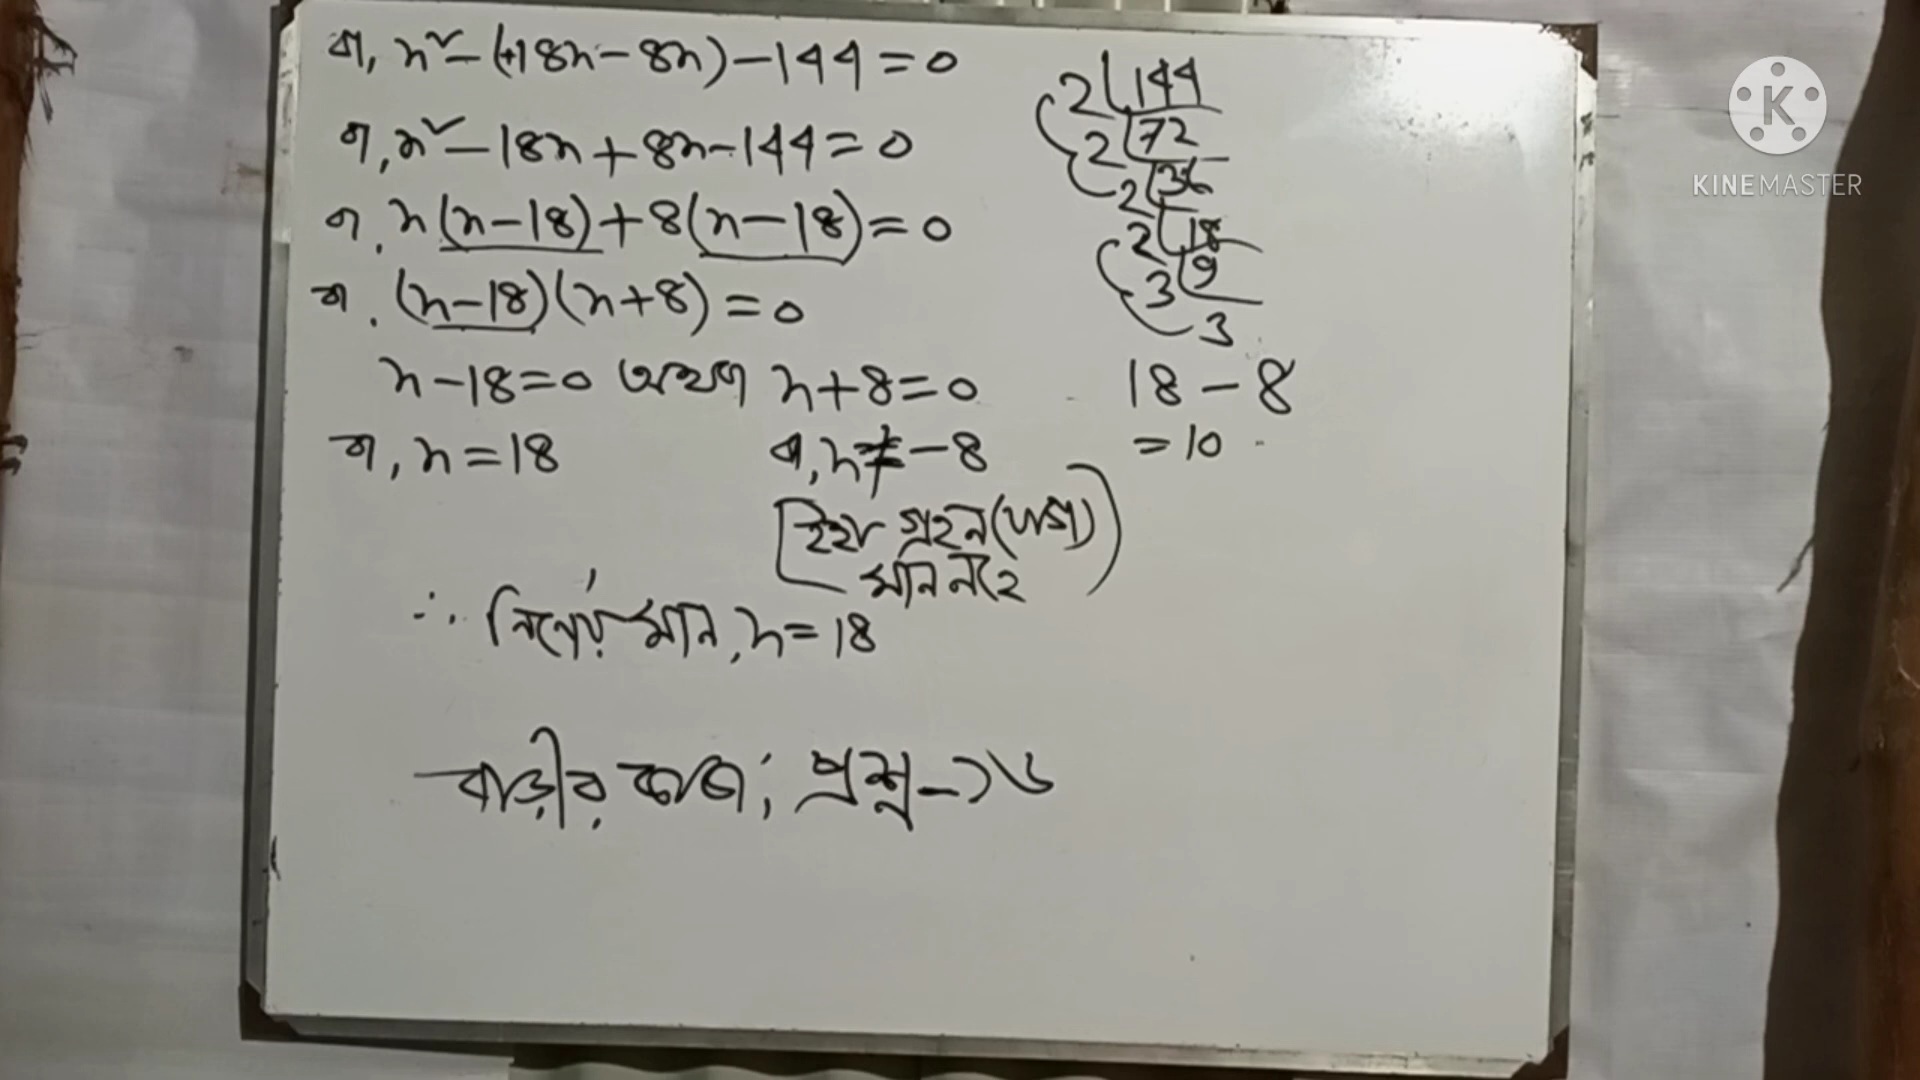 বা, x² - (+18x - 8x) - 144 = 0
বা, x² - 18x + 8x - 144 = 0
বা, x(x - 18) + 8(x - 18) = 0
বা, (x - 18)(x + 8) = 0
x - 18 = 0 অথবা x + 8 = 0
বা, x = 18 বা, x ≠ -8
[ইহা গ্রহন যোগ্য
মান নহে]
∴ নির্ণেয় মান, x = 18
বাড়ীর কাজ; প্রশ্ন - ১৬
2 | 144
2 | 72
2 | 36
2 | 18
3 | 9
3
18 - 8
= 10
KINEMASTER